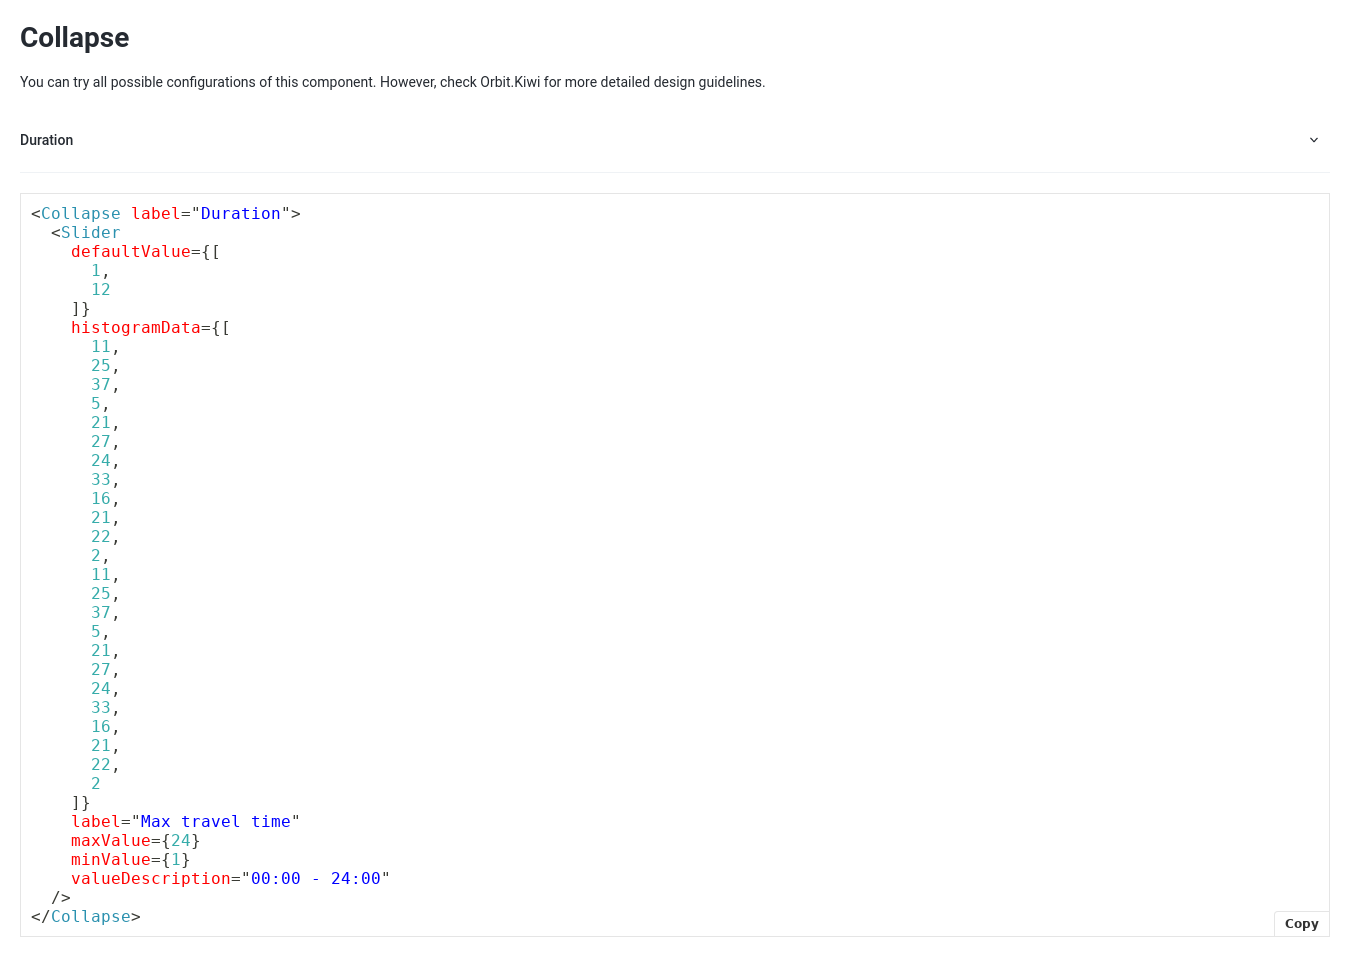 Collapse
You can try all possible configurations of this component. However, check Orbit.Kiwi for more detailed design guidelines.
Duration
<Collapse label="Duration">
  <Slider
    defaultValue={[
      1,
      12
    ]}
    histogramData={[
      11,
      25,
      37,
      5,
      21,
      27,
      24,
      33,
      16,
      21,
      22,
      2,
      11,
      25,
      37,
      5,
      21,
      27,
      24,
      33,
      16,
      21,
      22,
      2
    ]}
    label="Max travel time"
    maxValue={24}
    minValue={1}
    valueDescription="00:00 - 24:00"
  />
</Collapse>
Copy